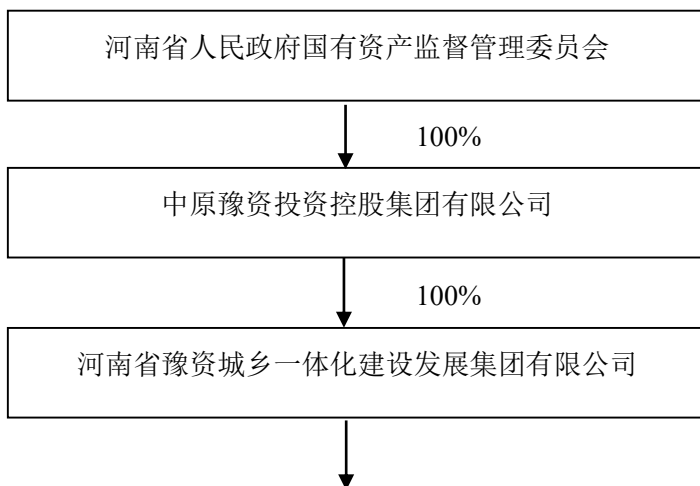 河南省人民政府国有资产监督管理委员会
100%
中原豫资投资控股集团有限公司
100%
河南省豫资城乡一体化建设发展集团有限公司